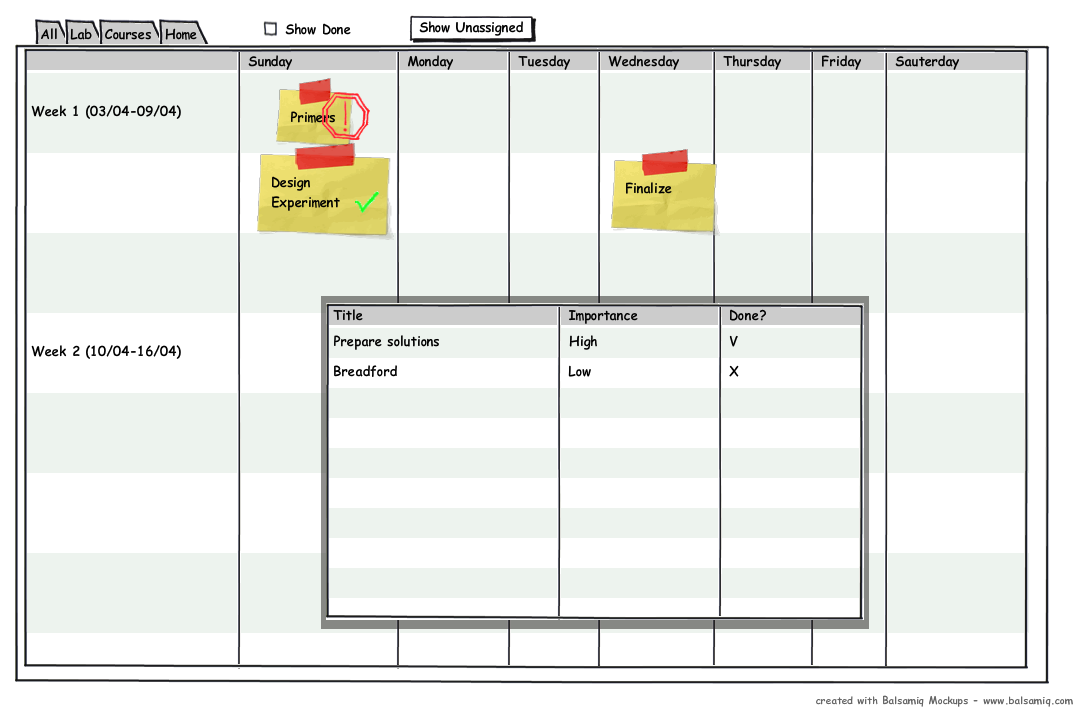 All Lab Courses Home
Show Done
Show Unassigned
Sunday Monday Tuesday Wednesday Thursday Friday Sauterday
Week 1 (03/04-09/04)
Primers
!
Design
Experiment
Finalize
Week 2 (10/04-16/04)
Title Importance Done?
Prepare solutions High V
Breadford Low X
created with Balsamiq Mockups - www.balsamiq.com